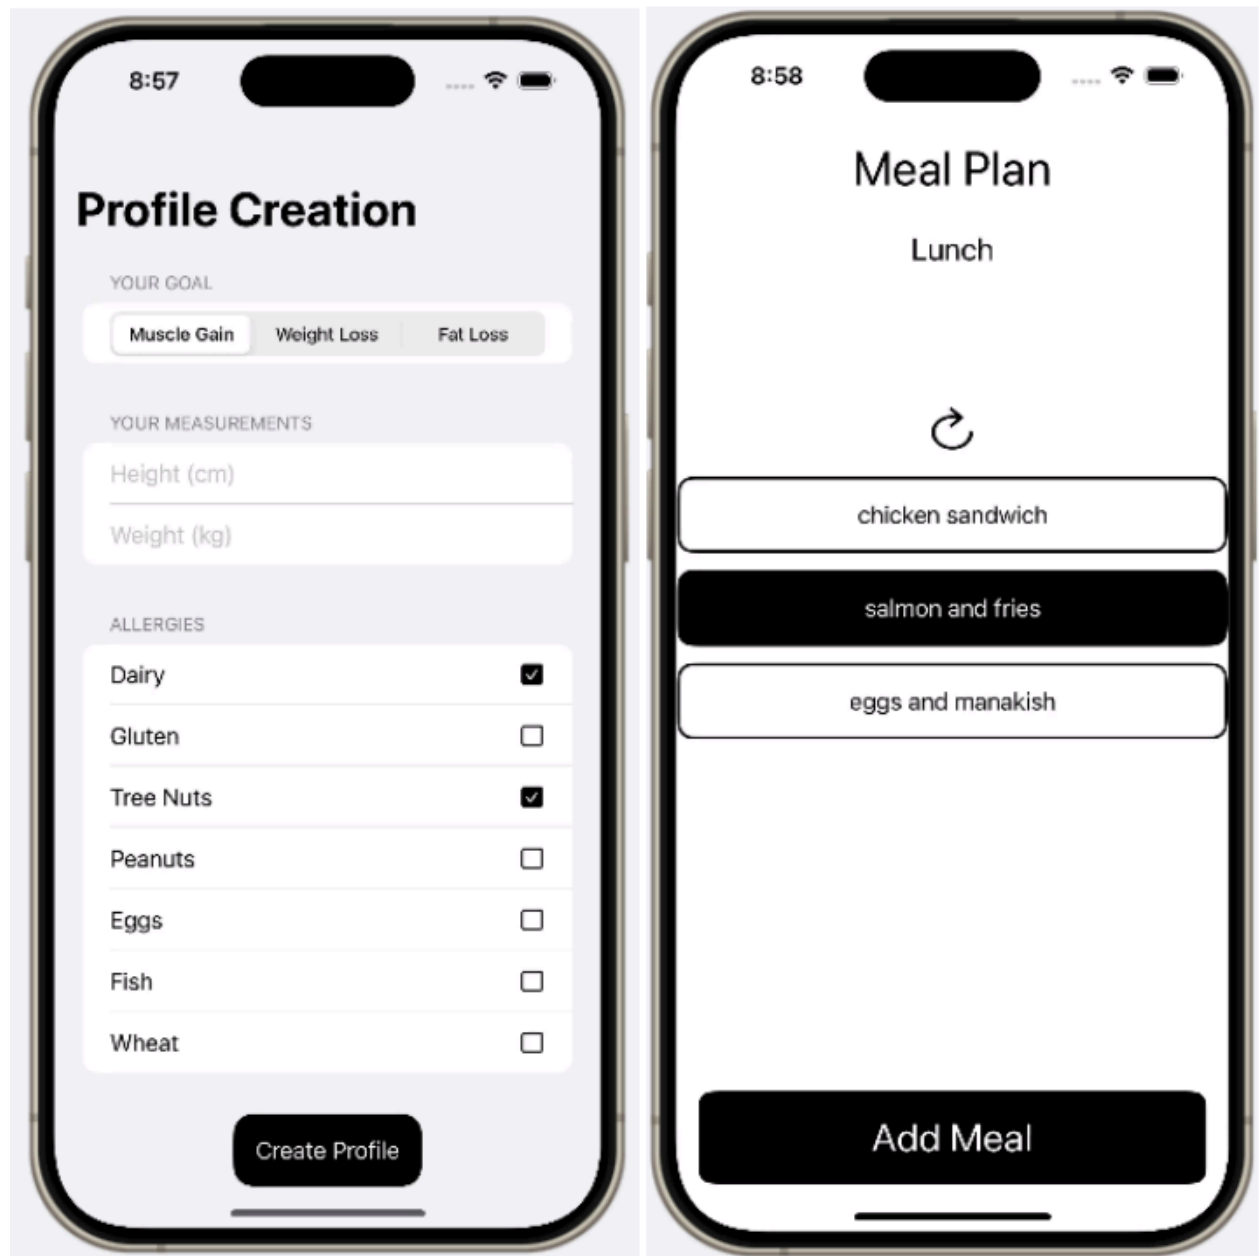 8:57
Profile Creation
YOUR GOAL
Muscle Gain Weight Loss Fat Loss
YOUR MEASUREMENTS
Height (cm)
Weight (kg)
ALLERGIES
Dairy
Gluten
Tree Nuts
Peanuts
Eggs
Fish
Wheat
Create Profile
8:58
Meal Plan
Lunch
chicken sandwich
salmon and fries
eggs and manakish
Add Meal